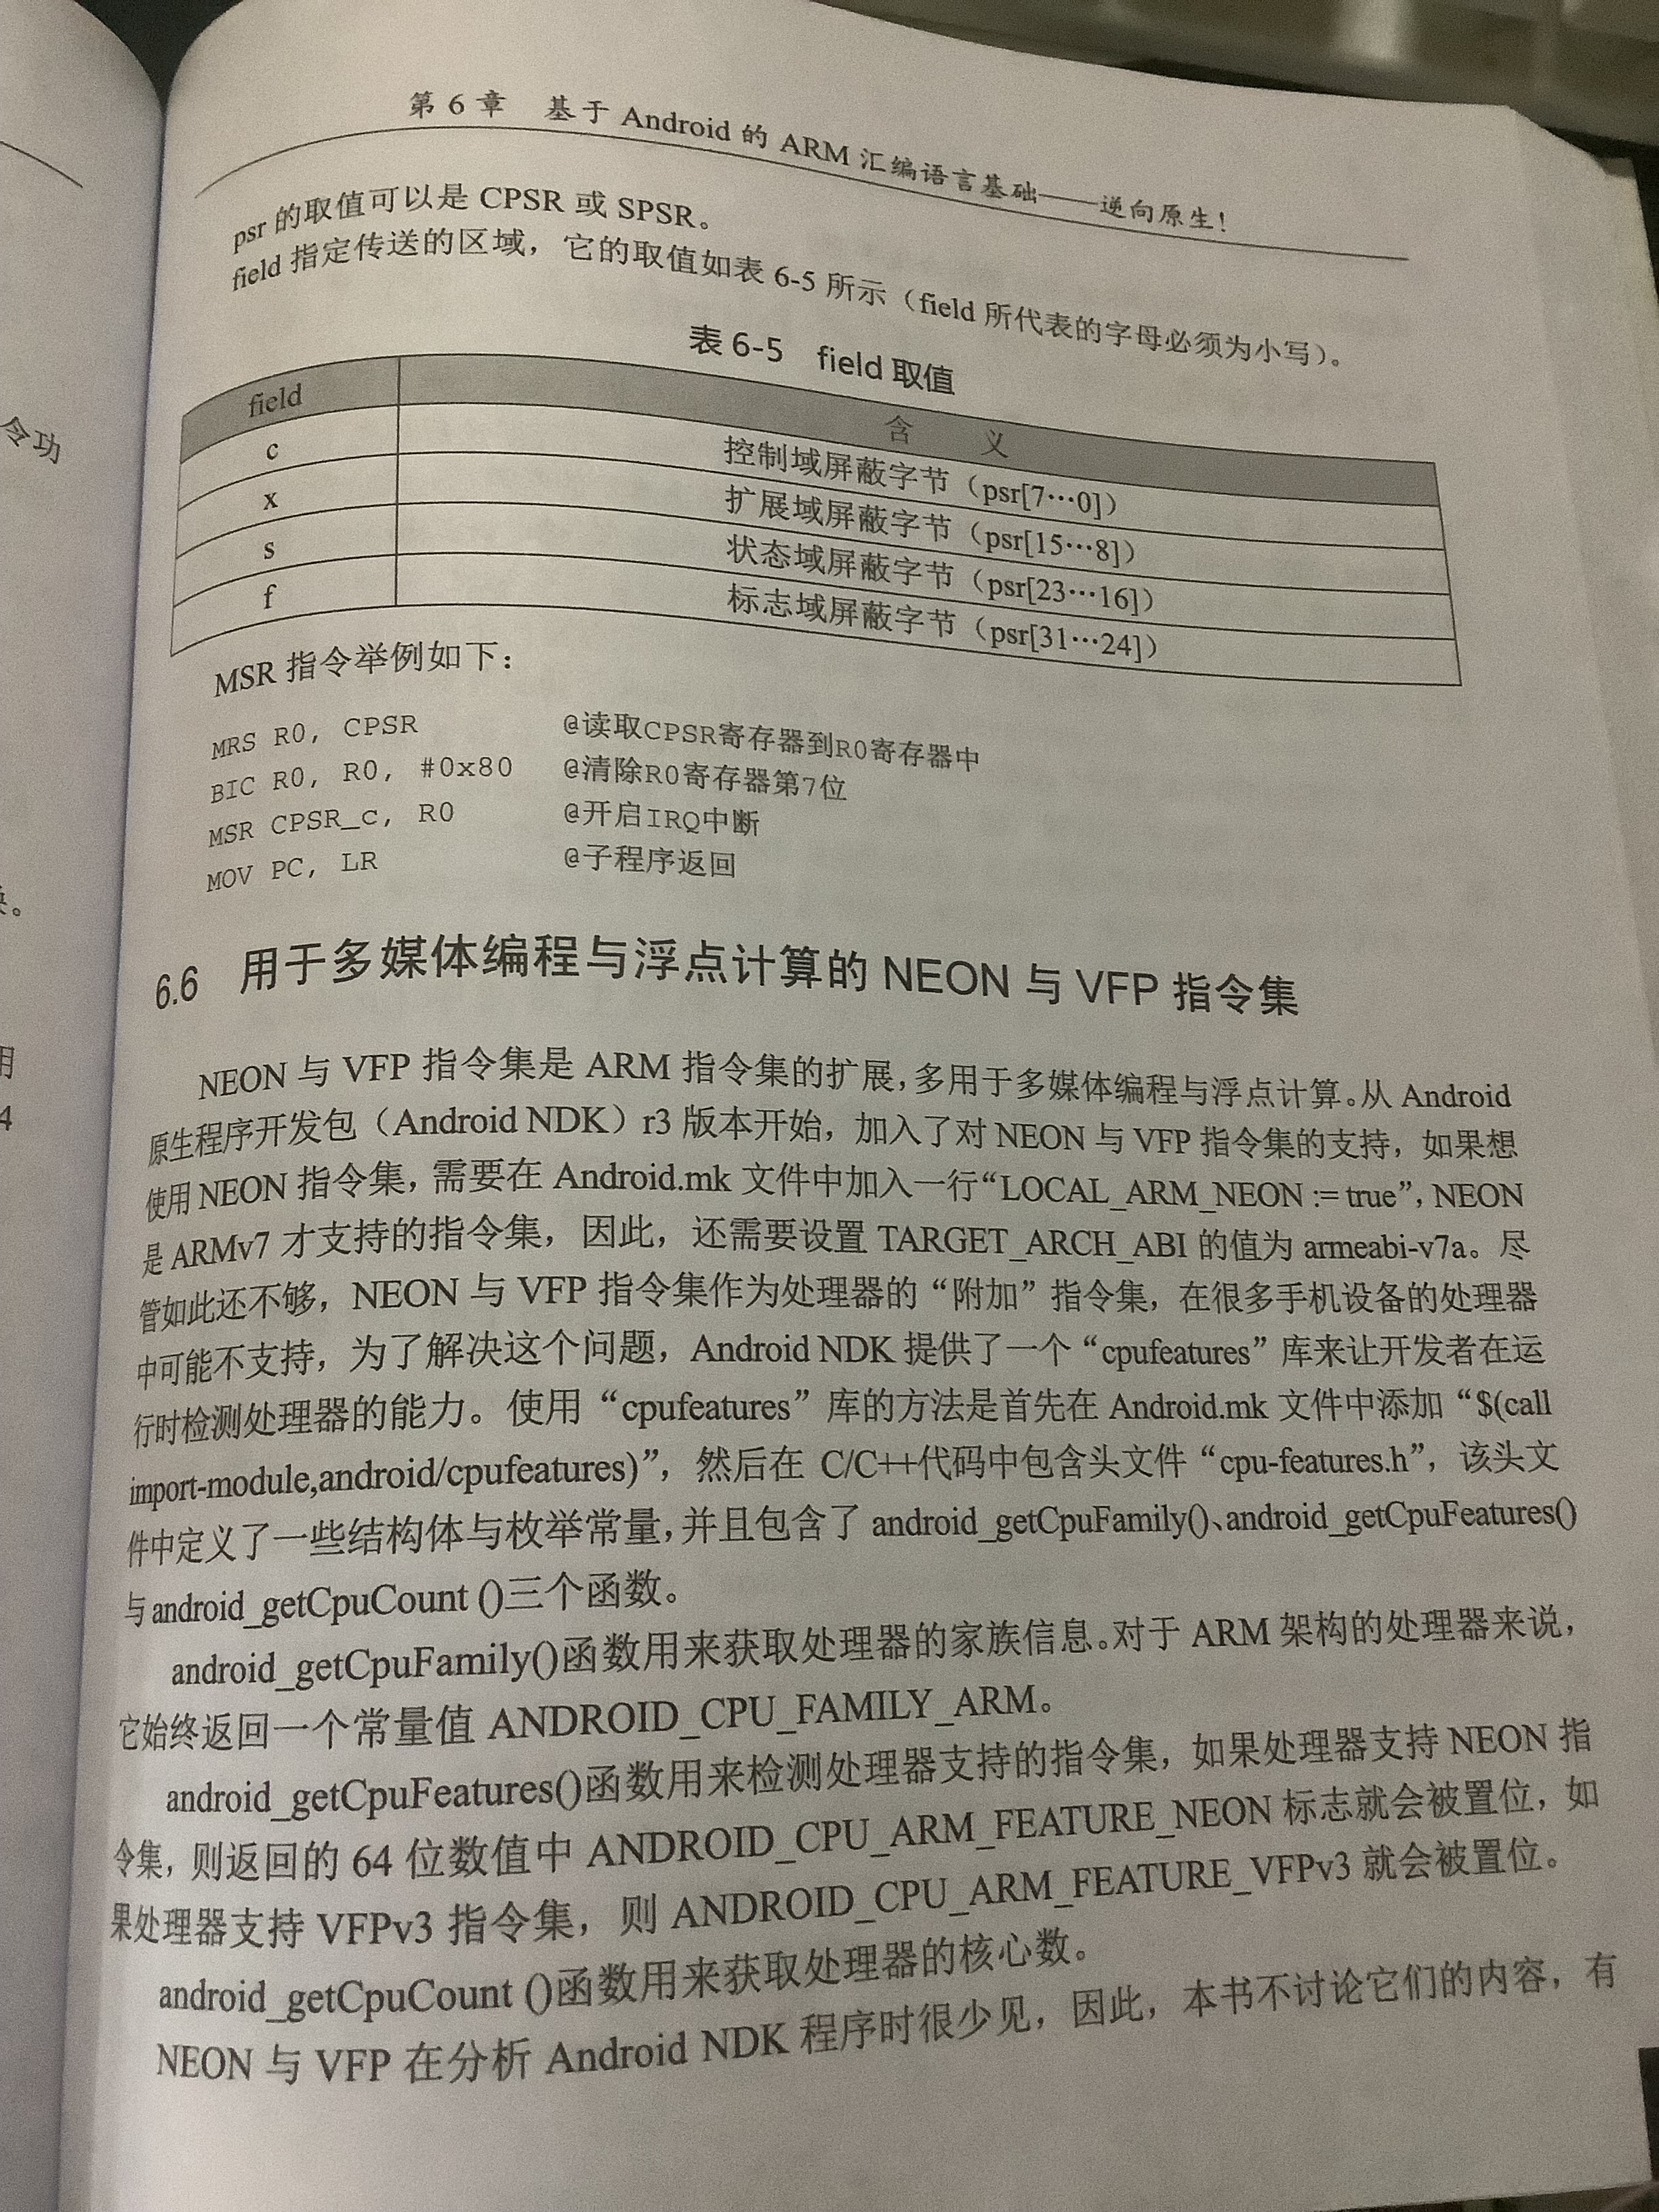 第 6 章 基于 Android 的 ARM 汇编语言基础——逆向原生！
psr 的取值可以是 CPSR 或 SPSR。
field 指定传送的区域，它的取值如表 6-5 所示（field 所代表的字母必须为小写）。
表 6-5 field 取值
field 含 义
c 控制域屏蔽字节（psr[7…0]）
x 扩展域屏蔽字节（psr[15…8]）
s 状态域屏蔽字节（psr[23…16]）
f 标志域屏蔽字节（psr[31…24]）
MSR 指令举例如下：
MRS R0, CPSR @读取CPSR寄存器到R0寄存器中
BIC R0, R0, #0x80 @清除R0寄存器第7位
MSR CPSR_c, R0 @开启IRQ中断
MOV PC, LR @子程序返回
6.6 用于多媒体编程与浮点计算的 NEON 与 VFP 指令集
NEON 与 VFP 指令集是 ARM 指令集的扩展，多用于多媒体编程与浮点计算。从 Android
原生程序开发包（Android NDK）r3 版本开始，加入了对 NEON 与 VFP 指令集的支持，如果想
使用 NEON 指令集，需要在 Android.mk 文件中加入一行“LOCAL_ARM_NEON := true”，NEON
是 ARMv7 才支持的指令集，因此，还需要设置 TARGET_ARCH_ABI 的值为 armeabi-v7a。尽
管如此还不够，NEON 与 VFP 指令集作为处理器的“附加”指令集，在很多手机设备的处理器
中可能不支持，为了解决这个问题，Android NDK 提供了一个“cpufeatures”库来让开发者在运
行时检测处理器的能力。使用“cpufeatures”库的方法是首先在 Android.mk 文件中添加“$(call
import-module,android/cpufeatures)”，然后在 C/C++代码中包含头文件“cpu-features.h”，该头文
件中定义了一些结构体与枚举常量，并且包含了 android_getCpuFamily()、android_getCpuFeatures()
与 android_getCpuCount ()三个函数。
android_getCpuFamily()函数用来获取处理器的家族信息。对于 ARM 架构的处理器来说，
它始终返回一个常量值 ANDROID_CPU_FAMILY_ARM。
android_getCpuFeatures()函数用来检测处理器支持的指令集，如果处理器支持 NEON 指
令集，则返回的 64 位数值中 ANDROID_CPU_ARM_FEATURE_NEON 标志就会被置位，如
果处理器支持 VFPv3 指令集，则 ANDROID_CPU_ARM_FEATURE_VFPv3 就会被置位。
android_getCpuCount ()函数用来获取处理器的核心数。
NEON 与 VFP 在分析 Android NDK 程序时很少见，因此，本书不讨论它们的内容，有
令功
。
用
4